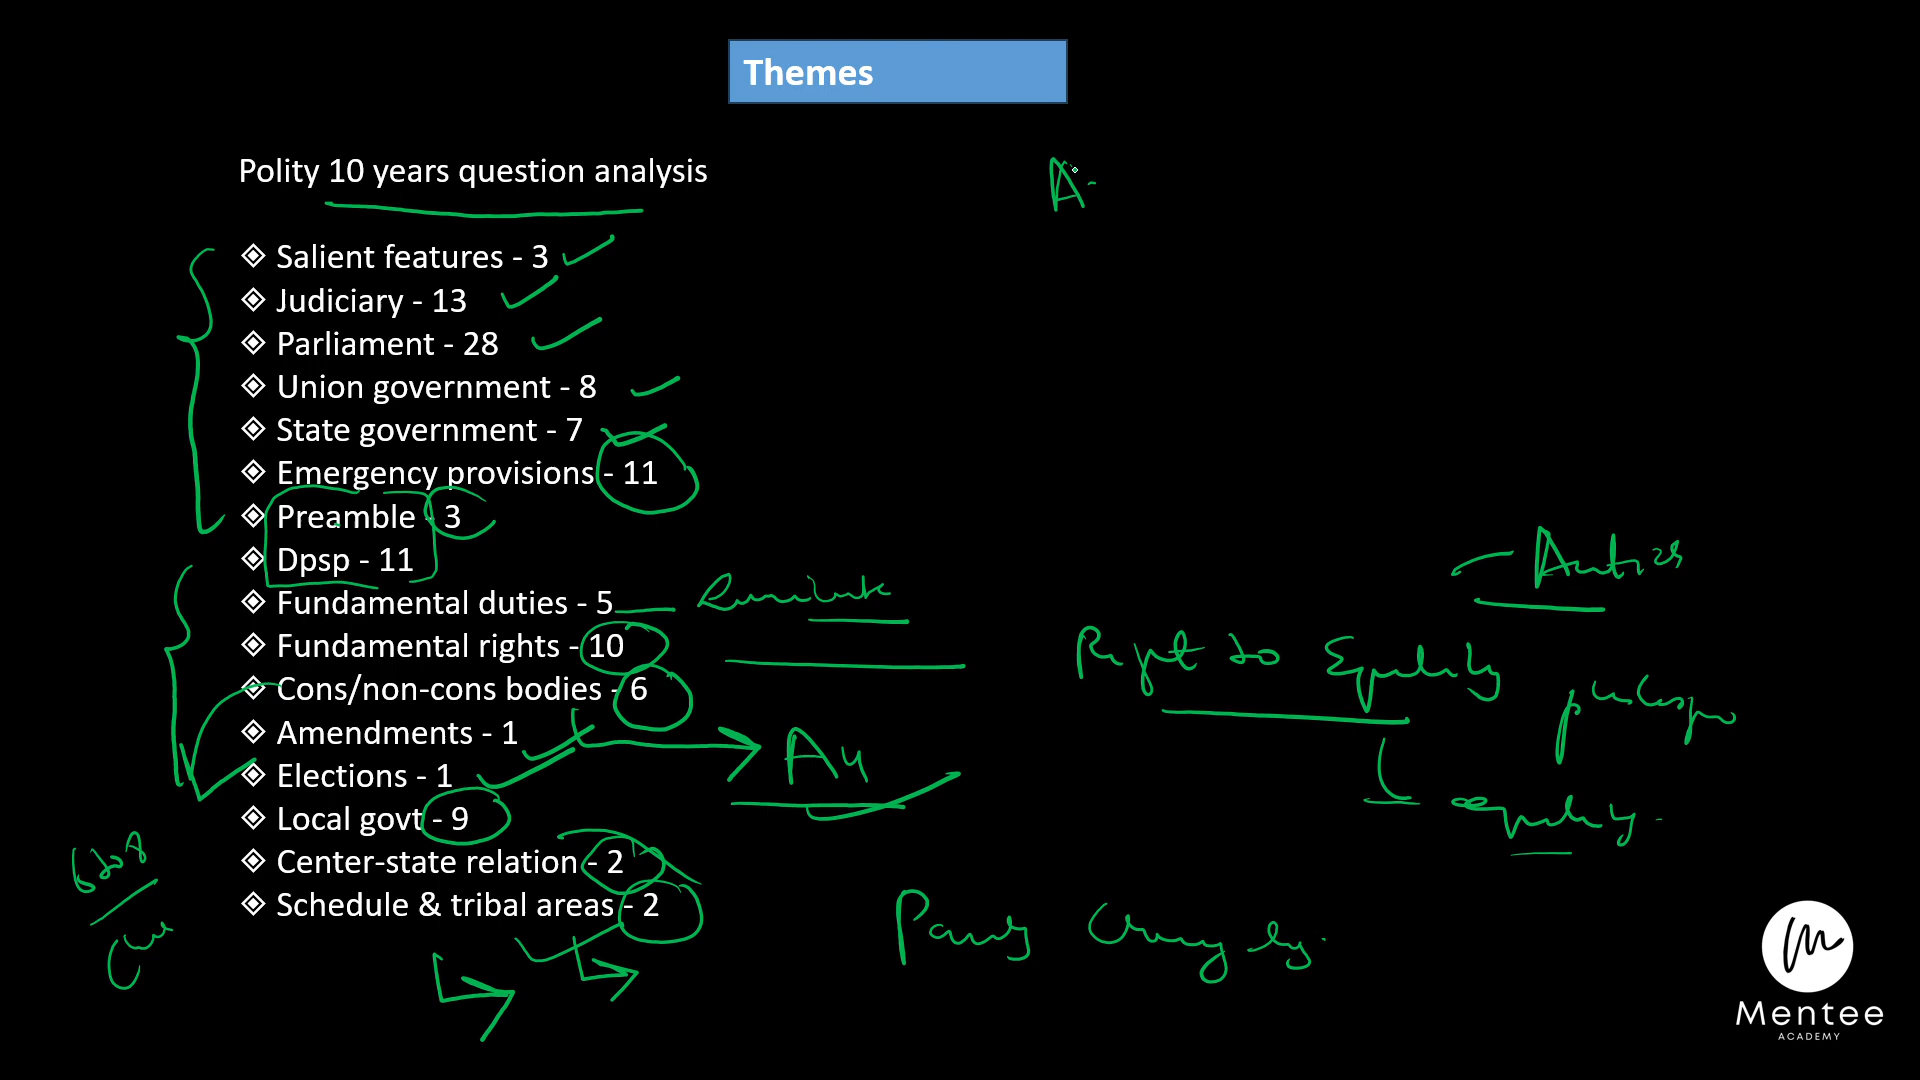 Themes
Polity 10 years question analysis
Salient features - 3
Judiciary - 13
Parliament - 28
Union government - 8
State government - 7
Emergency provisions - 11
Preamble - 3
Dpsp - 11
Fundamental duties - 5
Fundamental rights - 10
Right to Equality
Cons/non-cons bodies - 6
Amendments - 1
Elections - 1
Local govt - 9
Center-state relation - 2
Schedule & tribal areas - 2
Mentee
ACADEMY